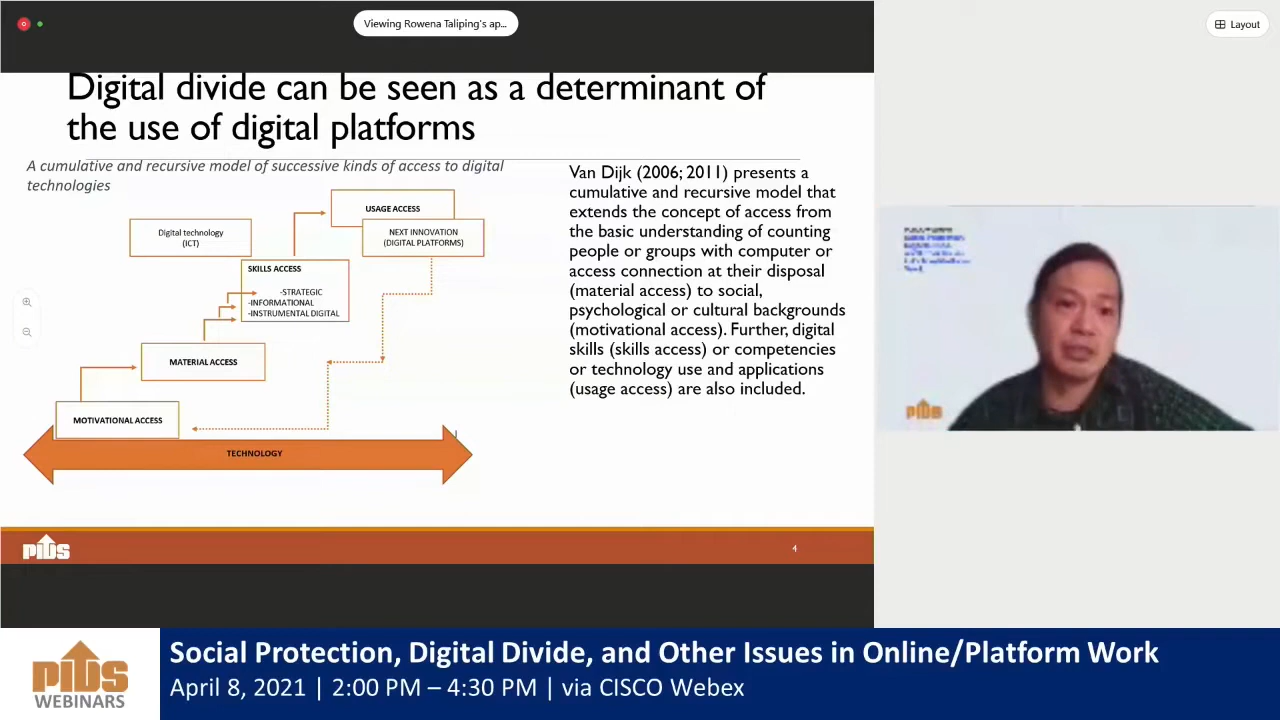 Viewing Rowena Taliping's ap...
Layout
Digital divide can be seen as a determinant of
the use of digital platforms
A cumulative and recursive model of successive kinds of access to digital
technologies
USAGE ACCESS
Digital technology
(ICT)
NEXT INNOVATION
(DIGITAL PLATFORMS)
SKILLS ACCESS
-STRATEGIC
-INFORMATIONAL
-INSTRUMENTAL DIGITAL
MATERIAL ACCESS
MOTIVATIONAL ACCESS
TECHNOLOGY
Van Dijk (2006; 2011) presents a
cumulative and recursive model that
extends the concept of access from
the basic understanding of counting
people or groups with computer or
access connection at their disposal
(material access) to social,
psychological or cultural backgrounds
(motivational access). Further, digital
skills (skills access) or competencies
or technology use and applications
(usage access) are also included.
PIDS
PIDS
4
PIDS
WEBINARS
Social Protection, Digital Divide, and Other Issues in Online/Platform Work
April 8, 2021 | 2:00 PM – 4:30 PM | via CISCO Webex